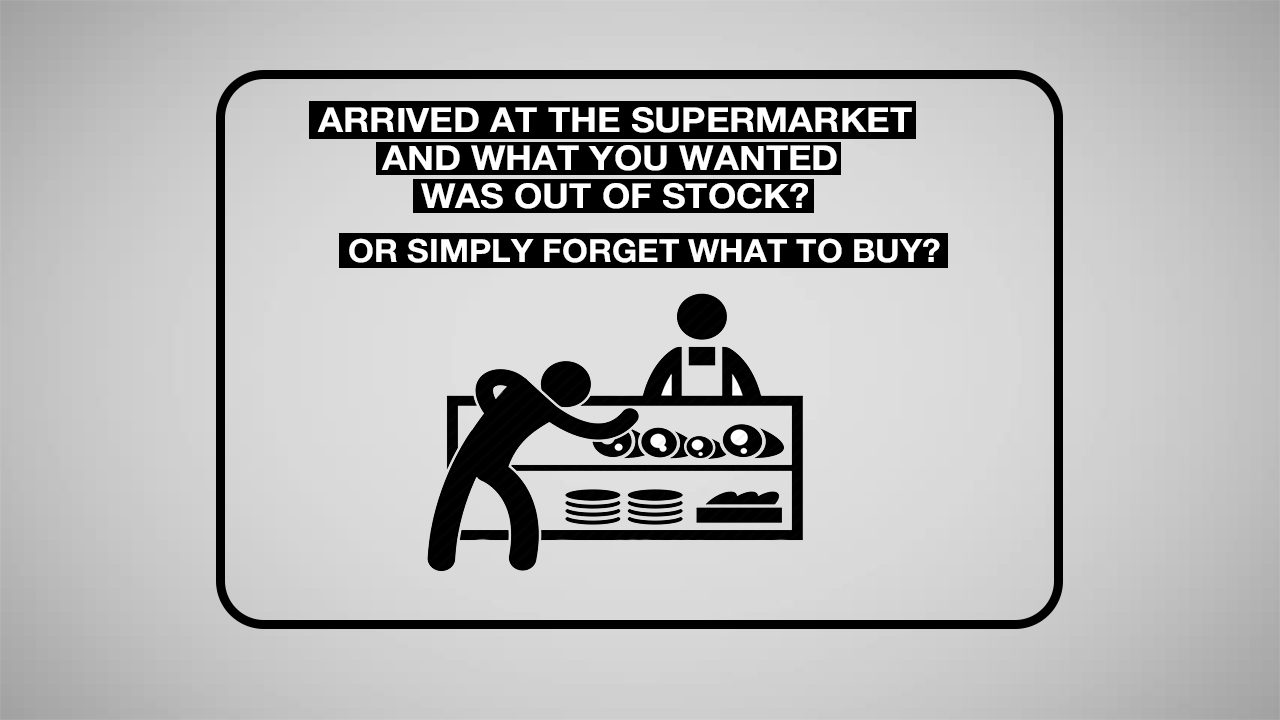 ARRIVED AT THE SUPERMARKET
AND WHAT YOU WANTED
WAS OUT OF STOCK?
OR SIMPLY FORGET WHAT TO BUY?